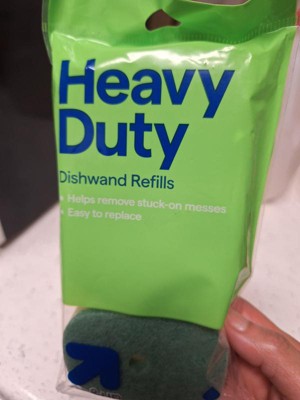 Heavy
Duty
Dishwand Refills
• Helps remove stuck-on messes
• Easy to replace